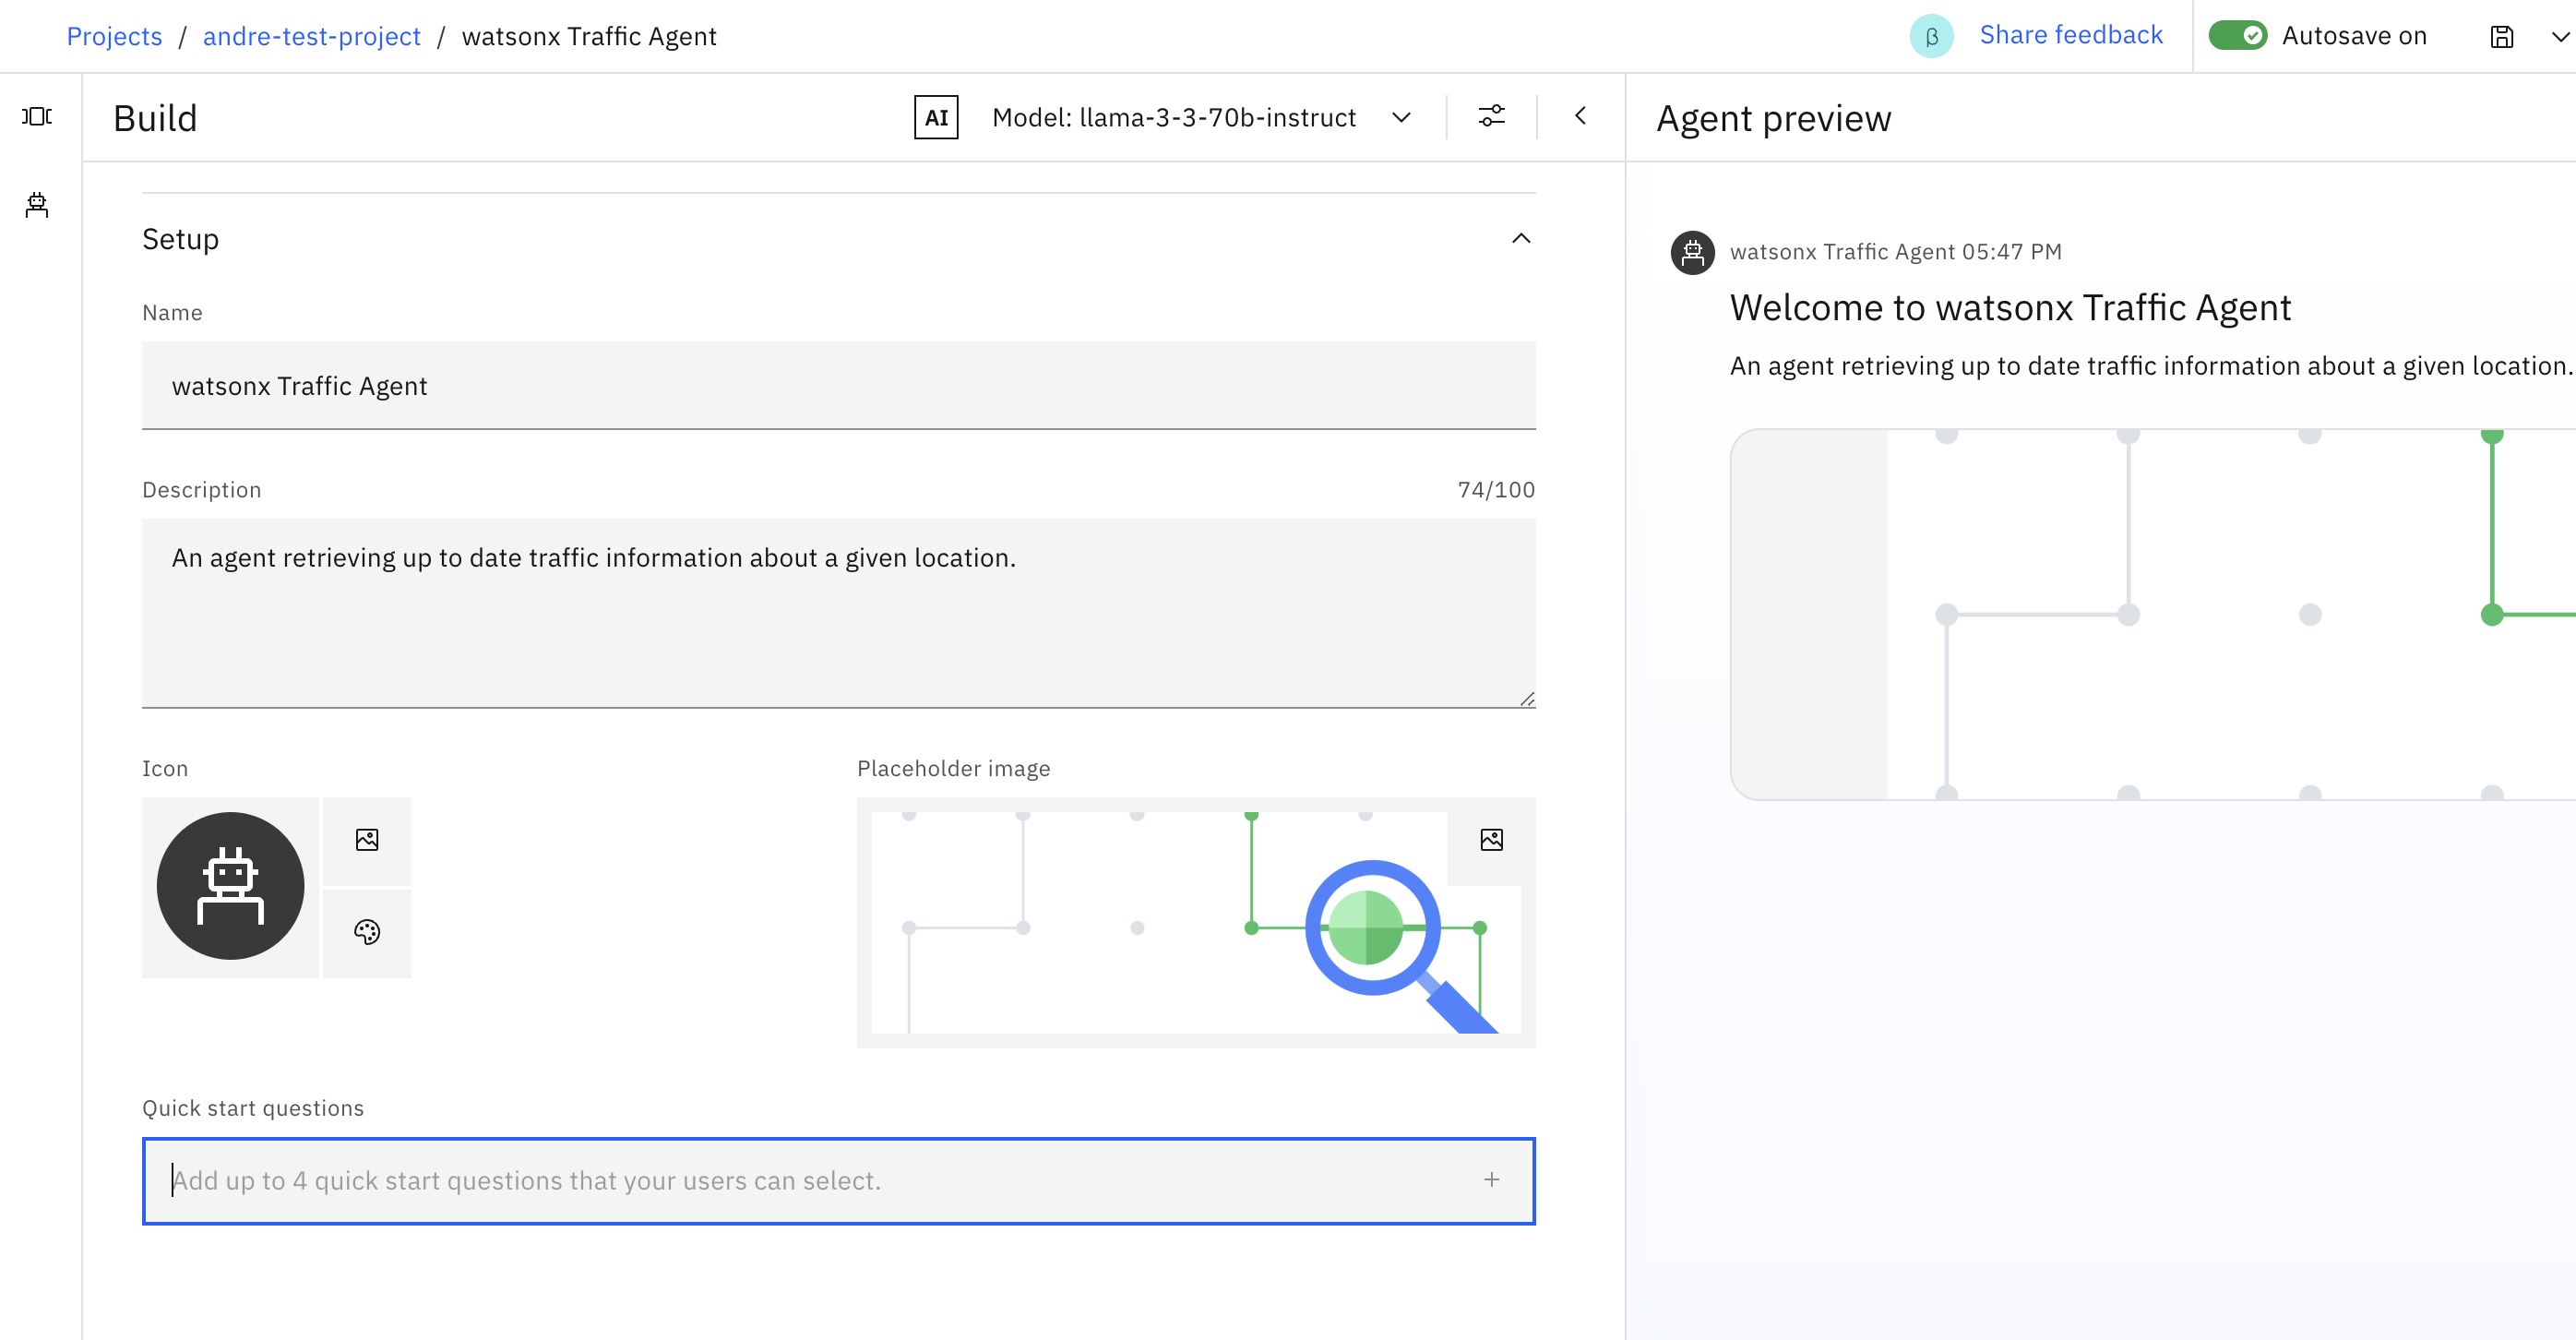 Projects / andre-test-project / watsonx Traffic Agent
β Share feedback Autosave on
Build AI Model: llama-3-3-70b-instruct
Setup
Name
watsonx Traffic Agent
Description 74/100
An agent retrieving up to date traffic information about a given location.
Icon Placeholder image
Quick start questions
Add up to 4 quick start questions that your users can select. +
Agent preview
watsonx Traffic Agent 05:47 PM
Welcome to watsonx Traffic Agent
An agent retrieving up to date traffic information about a given location.